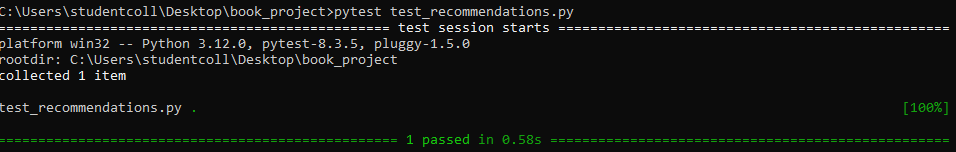 C:\Users\studentcoll\Desktop\book_project>pytest test_recommendations.py
================================================= test session starts =================================================
platform win32 -- Python 3.12.0, pytest-8.3.5, pluggy-1.5.0
rootdir: C:\Users\studentcoll\Desktop\book_project
collected 1 item
test_recommendations.py . [100%]
================================================== 1 passed in 0.58s ==================================================